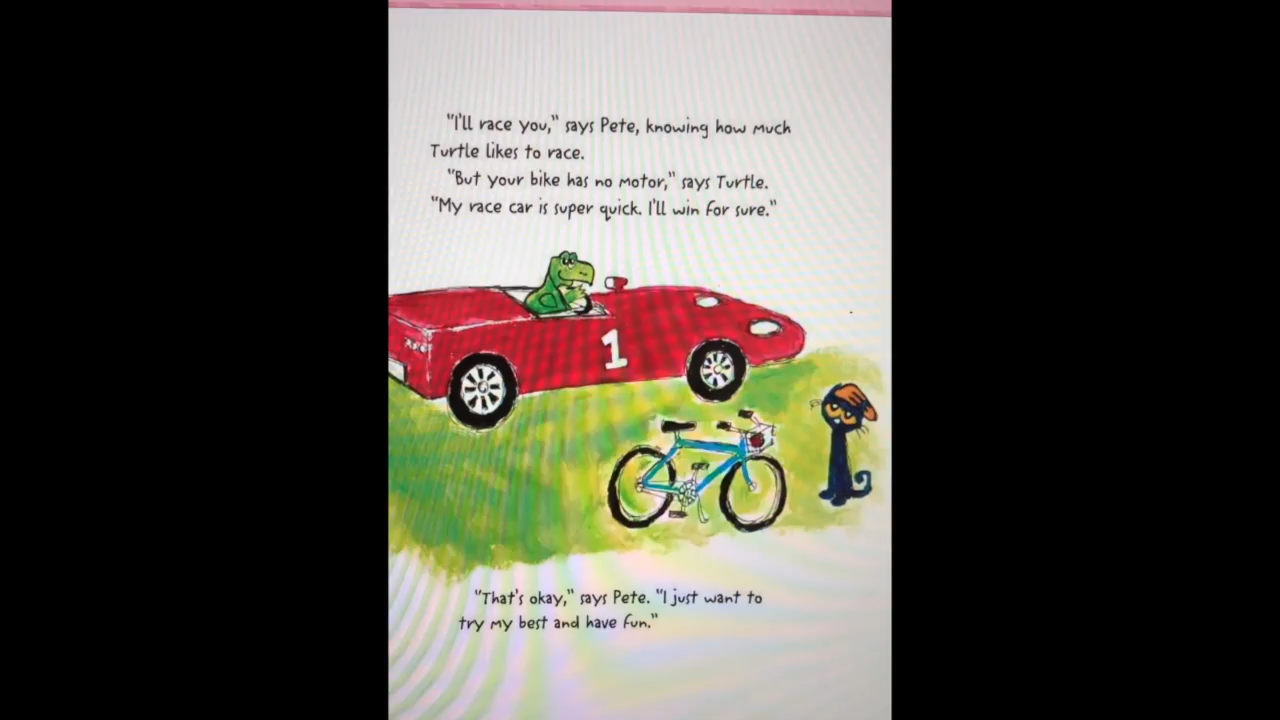 "I'll race you," says Pete, knowing how much
Turtle likes to race.
"But your bike has no motor," says Turtle.
"My race car is super quick. I'll win for sure."
1
"That's okay," says Pete. "I just want to
try my best and have fun."